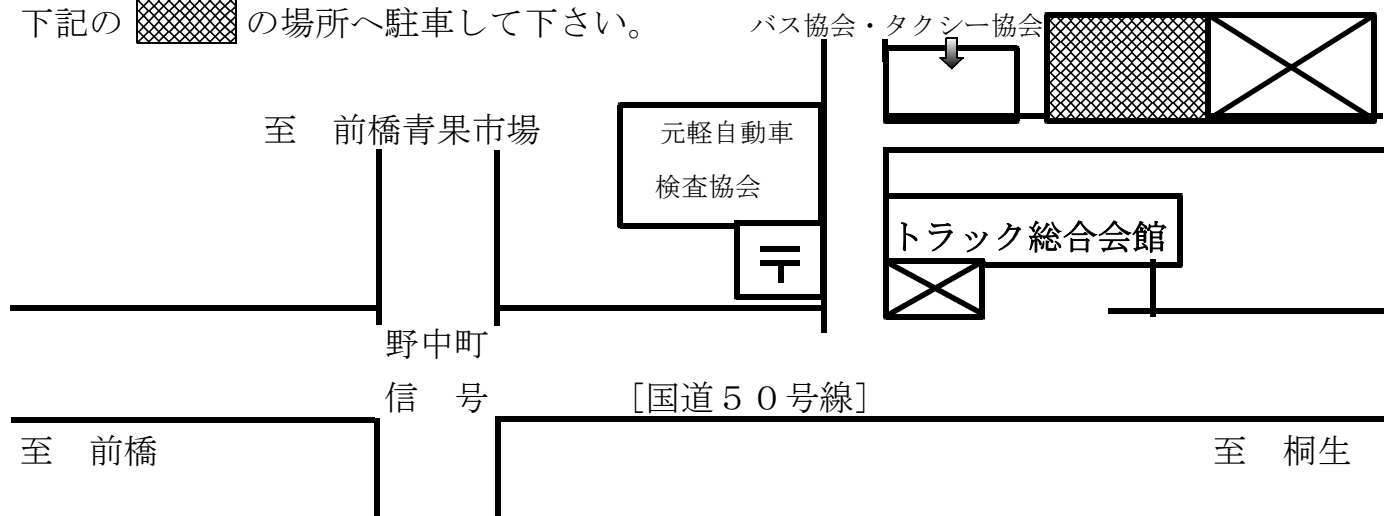 下記の の場所へ駐車して下さい。
バス協会・タクシー協会
至　前橋青果市場
元軽自動車
検査協会
トラック総合会館
〒
野中町
信　号
［国道５０号線］
至　前橋
至　桐生